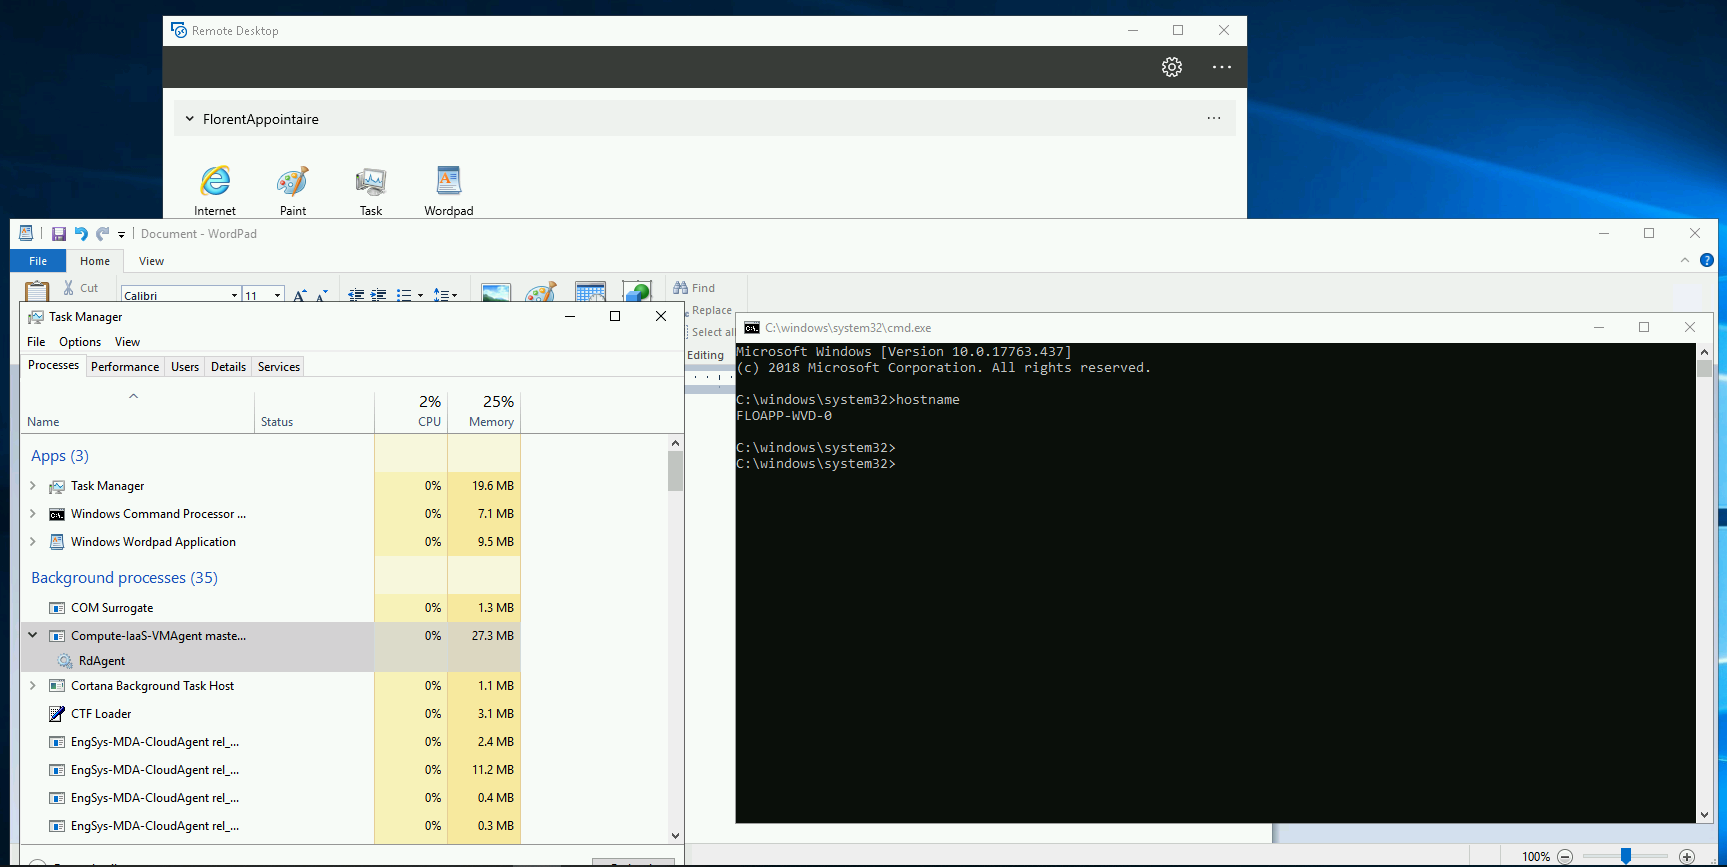 Remote Desktop
FlorentAppointaire
Internet Paint Task Wordpad
Document - WordPad
File Home View
Cut
Calibri 11
Find
Replace
Select al
Editing
Task Manager
File Options View
Processes Performance Users Details Services
2% 25%
Name Status CPU Memory
Apps (3)
Task Manager 0% 19.6 MB
Windows Command Processor ... 0% 7.1 MB
Windows Wordpad Application 0% 9.5 MB
Background processes (35)
COM Surrogate 0% 1.3 MB
Compute-IaaS-VMAgent maste... 0% 27.3 MB
RdAgent
Cortana Background Task Host 0% 1.1 MB
CTF Loader 0% 3.1 MB
EngSys-MDA-CloudAgent rel_... 0% 2.4 MB
EngSys-MDA-CloudAgent rel_... 0% 11.2 MB
EngSys-MDA-CloudAgent rel_... 0% 0.4 MB
EngSys-MDA-CloudAgent rel_... 0% 0.3 MB
C:\windows\system32\cmd.exe
Microsoft Windows [Version 10.0.17763.437]
(c) 2018 Microsoft Corporation. All rights reserved.
C:\windows\system32>hostname
FLOAPP-WVD-0
C:\windows\system32>
C:\windows\system32>
100%